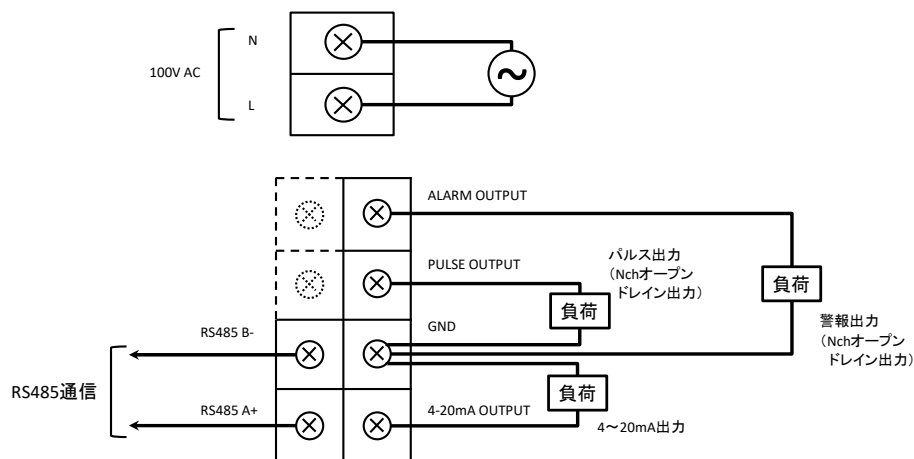 N
100V AC
L
ALARM OUTPUT
パルス出力
（Nchオープン
ドレイン出力）
PULSE OUTPUT
負荷
負荷
GND
警報出力
（Nchオープン
ドレイン出力）
RS485 B-
RS485通信
負荷
RS485 A+
4-20mA OUTPUT
4～20mA出力